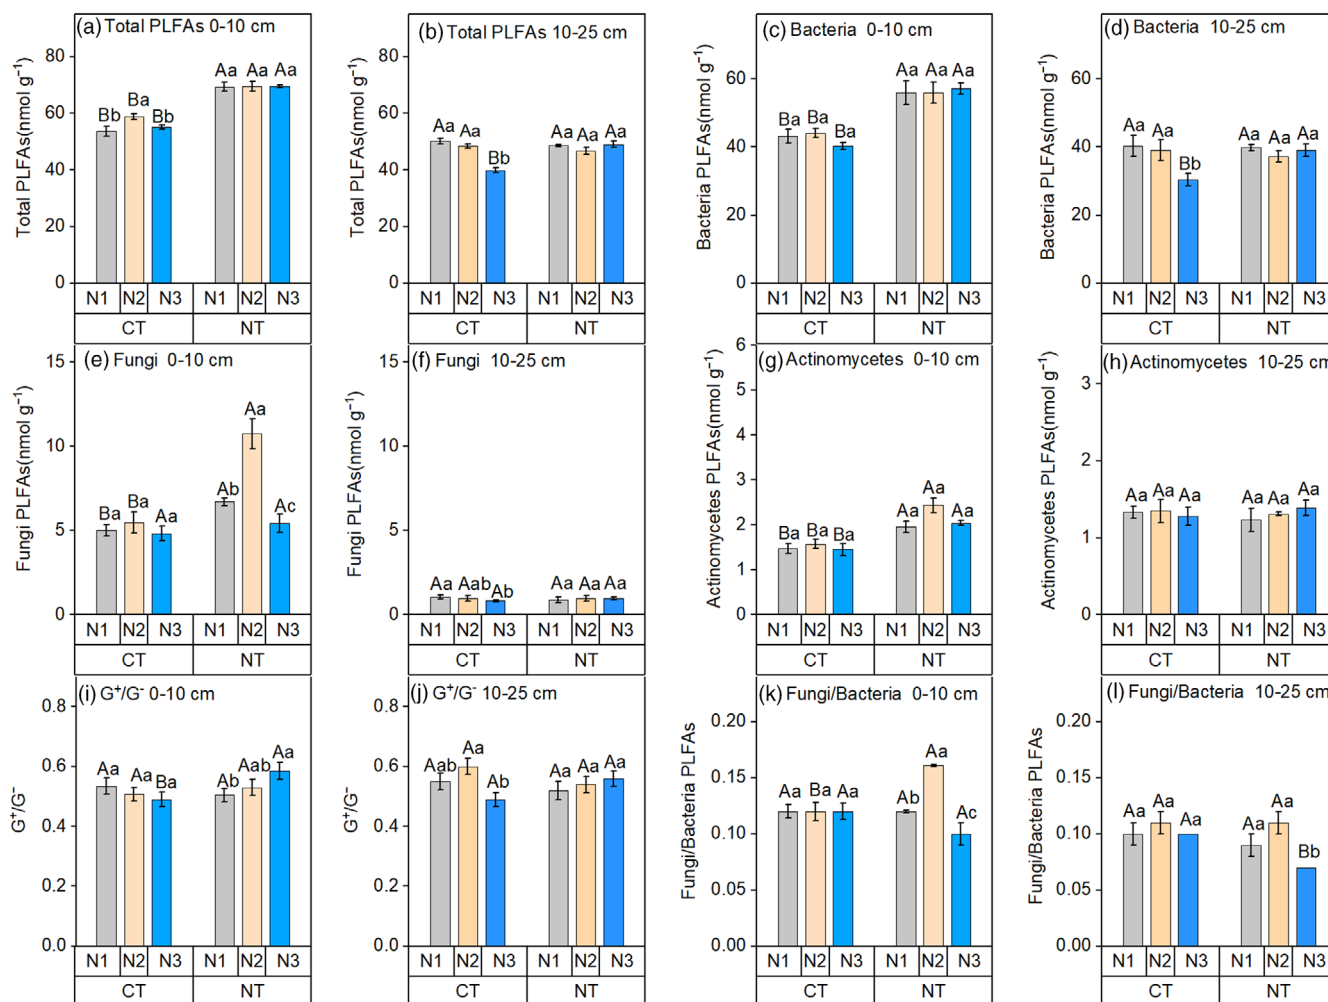 (a) Total PLFAs 0-10 cm
Total PLFAs(nmol g⁻¹)
80
60
40
20
0
Bb Ba Bb Aa Aa Aa
N1 N2 N3 N1 N2 N3
CT NT
(b) Total PLFAs 10-25 cm
Total PLFAs(nmol g⁻¹)
80
60
40
20
0
Aa Aa Bb Aa Aa Aa
N1 N2 N3 N1 N2 N3
CT NT
(c) Bacteria 0-10 cm
Bacteria PLFAs(nmol g⁻¹)
60
40
20
0
Ba Ba Ba Aa Aa Aa
N1 N2 N3 N1 N2 N3
CT NT
(d) Bacteria 10-25 cm
Bacteria PLFAs(nmol g⁻¹)
60
40
20
0
Aa Aa Bb Aa Aa Aa
N1 N2 N3 N1 N2 N3
CT NT
(e) Fungi 0-10 cm
Fungi PLFAs(nmol g⁻¹)
15
10
5
0
Ba Ba Aa Ab Aa Ac
N1 N2 N3 N1 N2 N3
CT NT
(f) Fungi 10-25 cm
Fungi PLFAs(nmol g⁻¹)
15
10
5
0
Aa Aab Ab Aa Aa Aa
N1 N2 N3 N1 N2 N3
CT NT
(g) Actinomycetes 0-10 cm
Actinomycetes PLFAs(nmol g⁻¹)
6
5
4
3
2
1
0
Ba Ba Ba Aa Aa Aa
N1 N2 N3 N1 N2 N3
CT NT
(h) Actinomycetes 10-25 cm
Actinomycetes PLFAs(nmol g⁻¹)
3
2
1
0
Aa Aa Aa Aa Aa Aa
N1 N2 N3 N1 N2 N3
CT NT
(i) G⁺/G⁻ 0-10 cm
G⁺/G⁻
0.8
0.6
0.4
0.2
0.0
Aa Aa Ba Ab Aab Aa
N1 N2 N3 N1 N2 N3
CT NT
(j) G⁺/G⁻ 10-25 cm
G⁺/G⁻
0.8
0.6
0.4
0.2
0.0
Aab Aa Ab Aa Aa Aa
N1 N2 N3 N1 N2 N3
CT NT
(k) Fungi/Bacteria 0-10 cm
Fungi/Bacteria PLFAs
0.20
0.15
0.10
0.05
0.00
Aa Ba Aa Ab Aa Ac
N1 N2 N3 N1 N2 N3
CT NT
(l) Fungi/Bacteria 10-25 cm
Fungi/Bacteria PLFAs
0.20
0.15
0.10
0.05
0.00
Aa Aa Aa Aa Aa Bb
N1 N2 N3 N1 N2 N3
CT NT